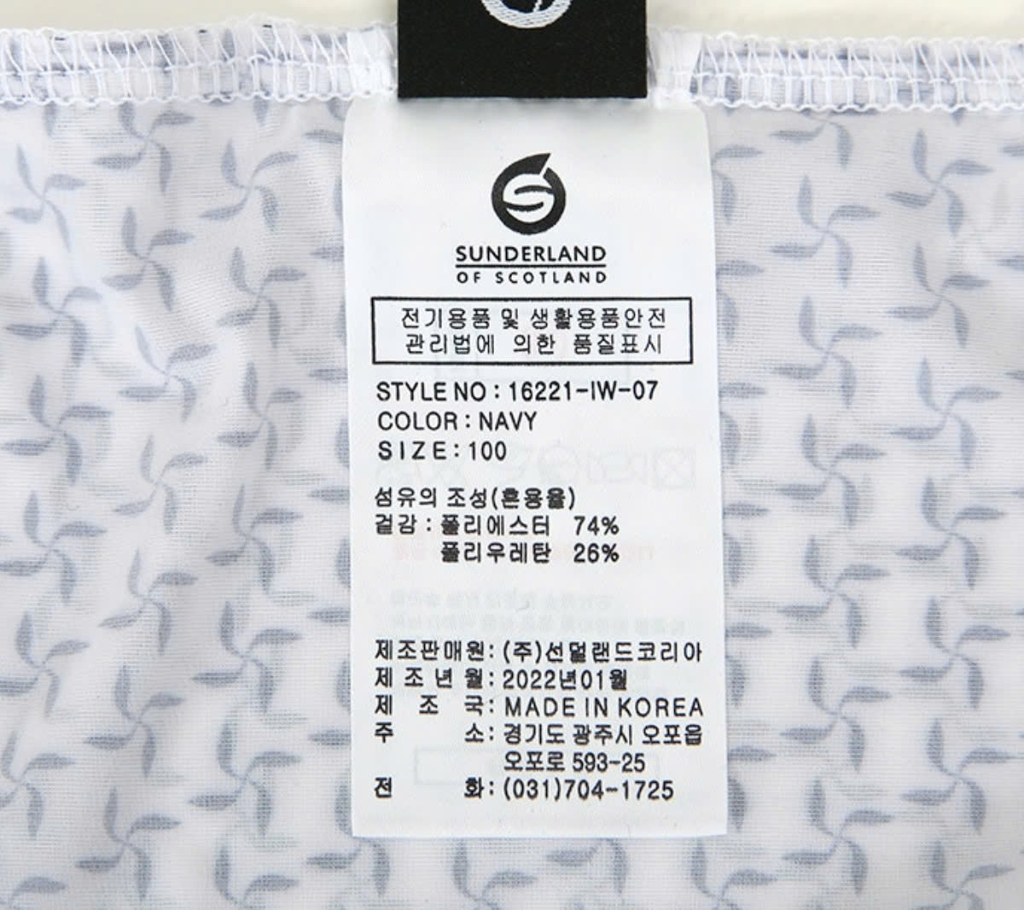 SUNDERLAND
OF SCOTLAND
전기용품 및 생활용품안전
관리법에 의한 품질표시
STYLE NO : 16221-IW-07
COLOR : NAVY
SIZE : 100
섬유의 조성(혼용율)
겉감 : 폴리에스터 74%
폴리우레탄 26%
제조판매원: (주)선덜랜드코리아
제조년월: 2022년01월
제조국: MADE IN KOREA
주소: 경기도 광주시 오포읍
오포로 593-25
전화: (031)704-1725